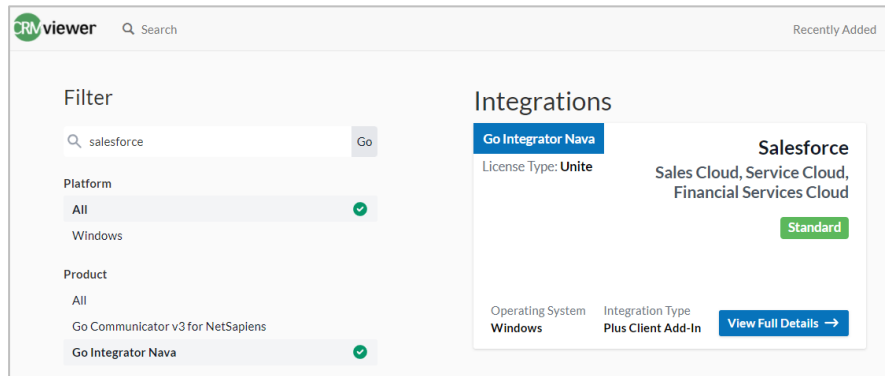 CRMviewer
Search
Recently Added
Filter
salesforce
Go
Platform
All
Windows
Product
All
Go Communicator v3 for NetSapiens
Go Integrator Nava
Integrations
Go Integrator Nava
License Type: Unite
Salesforce
Sales Cloud, Service Cloud,
Financial Services Cloud
Standard
Operating System
Windows
Integration Type
Plus Client Add-In
View Full Details →